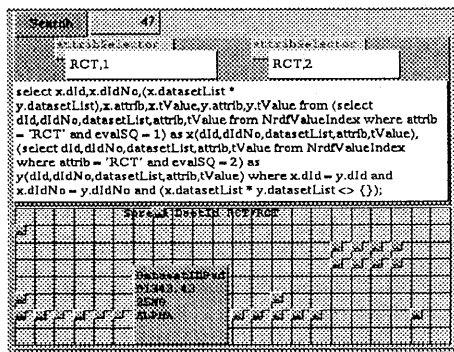 Search 47
attribSelector attribSelector
RCT,1 RCT,2
select x.dId,x.dIdNo,(x.datasetList *
y.datasetList),x.attrib,x.tValue,y.attrib,y.tValue from (select
dId,dIdNo,datasetList,attrib,tValue from NrdfValueIndex where attrib
= 'RCT' and evalSQ = 1) as x(dId,dIdNo,datasetList,attrib,tValue),
(select dId,dIdNo,datasetList,attrib,tValue from NrdfValueIndex
where attrib = 'RCT' and evalSQ = 2) as
y(dId,dIdNo,datasetList,attrib,tValue) where x.dId = y.dId and
x.dIdNo = y.dIdNo and (x.datasetList * y.datasetList <> {});
DsetId RCT/RCT
ALPHA